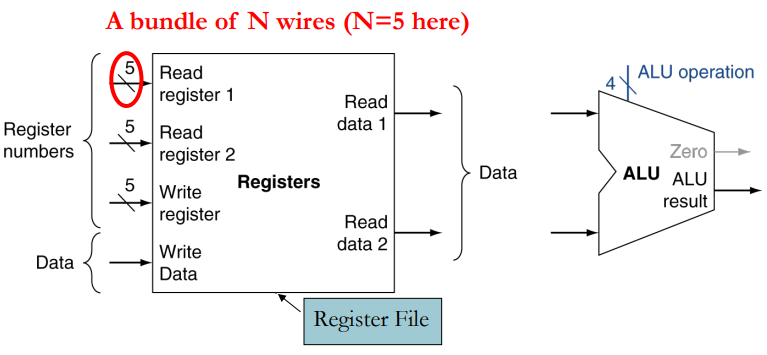 A bundle of N wires (N=5 here)
5
Read
register 1
5
Read
register 2
5
Write
register
Write
Data
Register
numbers
Data
Registers
Read
data 1
Read
data 2
Data
Register File
4
ALU operation
Zero
ALU
ALU
result